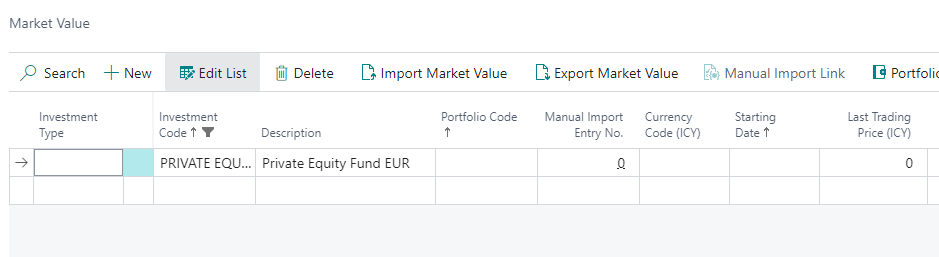 Market Value
Search New Edit List Delete Import Market Value Export Market Value Manual Import Link Portfolio
Investment Type Investment Code ↑ Description Portfolio Code ↑ Manual Import Entry No. Currency Code (ICY) Starting Date ↑ Last Trading Price (ICY)
PRIVATE EQU... Private Equity Fund EUR 0 0